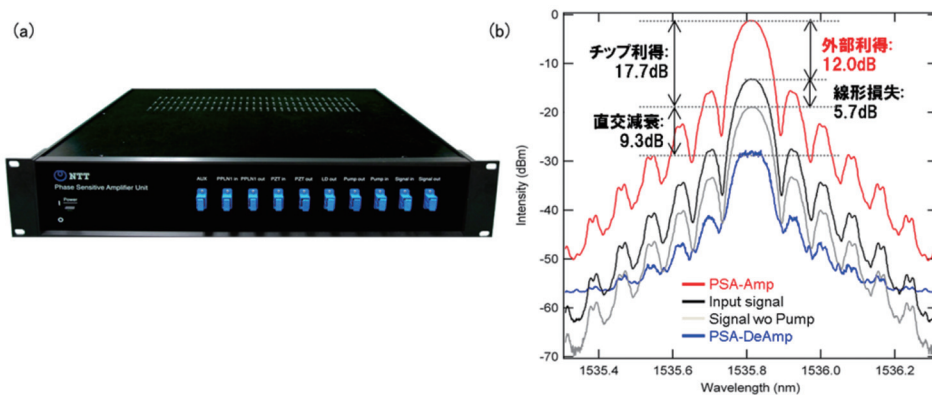 (a)
NTT
Phase Sensitive Amplifier Unit
Power
AUX PPLN1 in PPLN1 out PZT in PZT out LD out Pump out Pump in Signal in Signal out
(b)
チップ利得:
17.7dB
外部利得:
12.0dB
線形損失:
5.7dB
直交減衰:
9.3dB
PSA-Amp
Input signal
Signal wo Pump
PSA-DeAmp
Intensity (dBm)
0
-10
-20
-30
-40
-50
-60
-70
1535.4 1535.6 1535.8 1536.0 1536.2
Wavelength (nm)